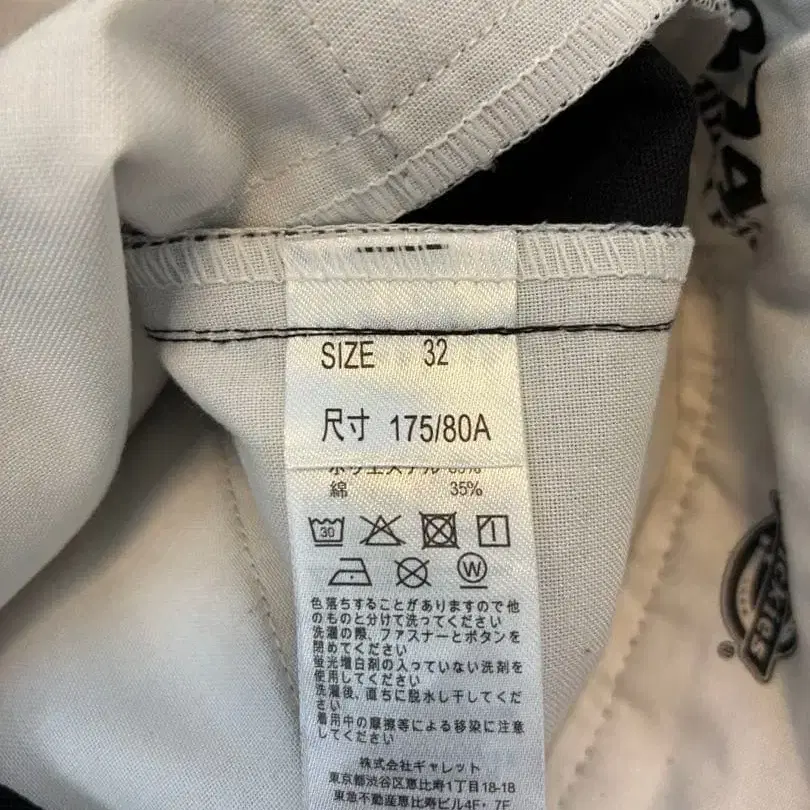 SIZE 32
尺寸 175/80A
ポリエステル 65%
綿 35%
30
W
色落ちすることがありますので他
のものと分けて洗ってください
洗濯の際、ファスナーとボタンを
閉めてください
蛍光増白剤の入っていない洗剤を
使用してください
洗濯後、直ちに脱水し干してくだ
さい
着用中の摩擦等による移染に注意
してください
株式会社ギャレット
東京都渋谷区恵比寿1丁目18-18
東急不動産恵比寿ビル4F・7F
Dickies
®